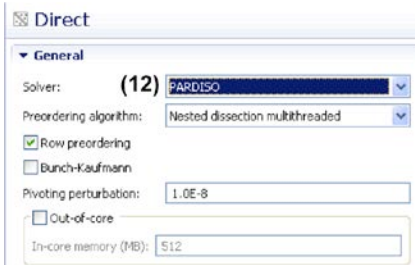 Direct
General
Solver: (12) PARDISO
Preordering algorithm: Nested dissection multithreaded
Row preordering
Bunch-Kaufmann
Pivoting perturbation: 1.0E-8
Out-of-core
In-core memory (MB): 512